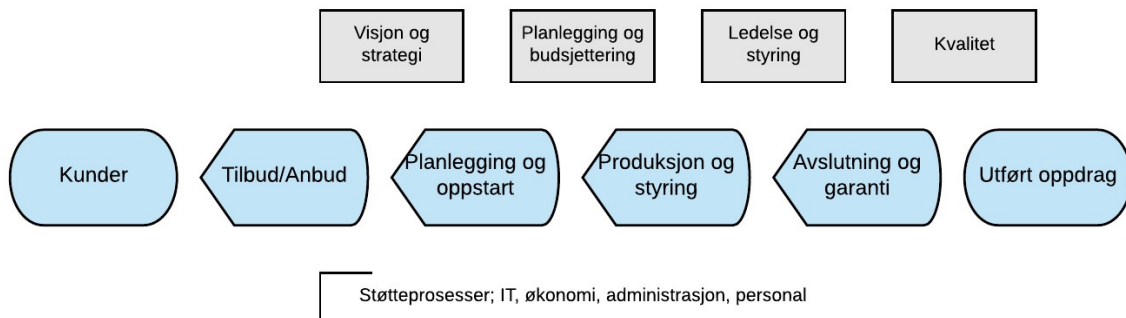 Visjon og
strategi
Planlegging og
budsjettering
Ledelse og
styring
Kvalitet
Kunder
Tilbud/Anbud
Planlegging og
oppstart
Produksjon og
styring
Avslutning og
garanti
Utført oppdrag
Støtteprosesser; IT, økonomi, administrasjon, personal